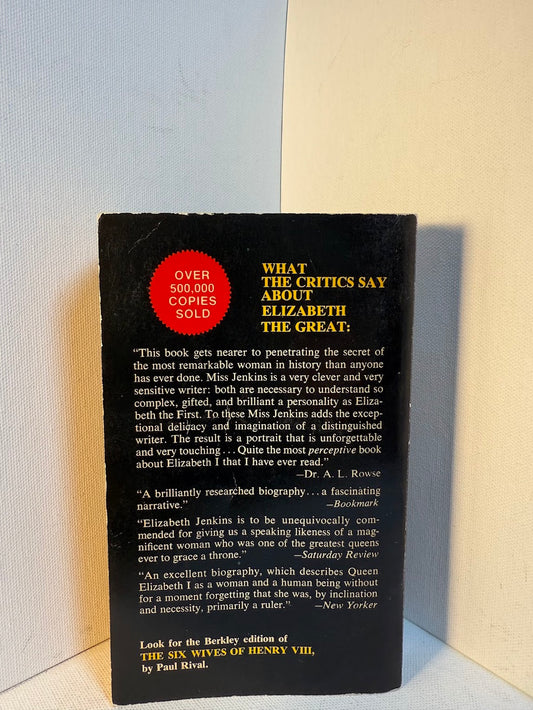 OVER
500,000
COPIES
SOLD
WHAT
THE CRITICS SAY
ABOUT
ELIZABETH
THE GREAT:
“This book gets nearer to penetrating the secret of
the most remarkable woman in history than anyone
has ever done. Miss Jenkins is a very clever and very
sensitive writer: both are necessary to understand so
complex, gifted, and brilliant a personality as Eliza-
beth the First. To these Miss Jenkins adds the excep-
tional delicacy and imagination of a distinguished
writer. The result is a portrait that is unforgettable
and very touching . . . Quite the most perceptive book
about Elizabeth I that I have ever read.”
—Dr. A. L. Rowse
“A brilliantly researched biography . . . a fascinating
narrative.” —Bookmark
“Elizabeth Jenkins is to be unequivocally com-
mended for giving us a speaking likeness of a mag-
nificent woman who was one of the greatest queens
ever to grace a throne.” —Saturday Review
“An excellent biography, which describes Queen
Elizabeth I as a woman and a human being without
for a moment forgetting that she was, by inclination
and necessity, primarily a ruler.” —New Yorker
Look for the Berkley edition of
THE SIX WIVES OF HENRY VIII,
by Paul Rival.